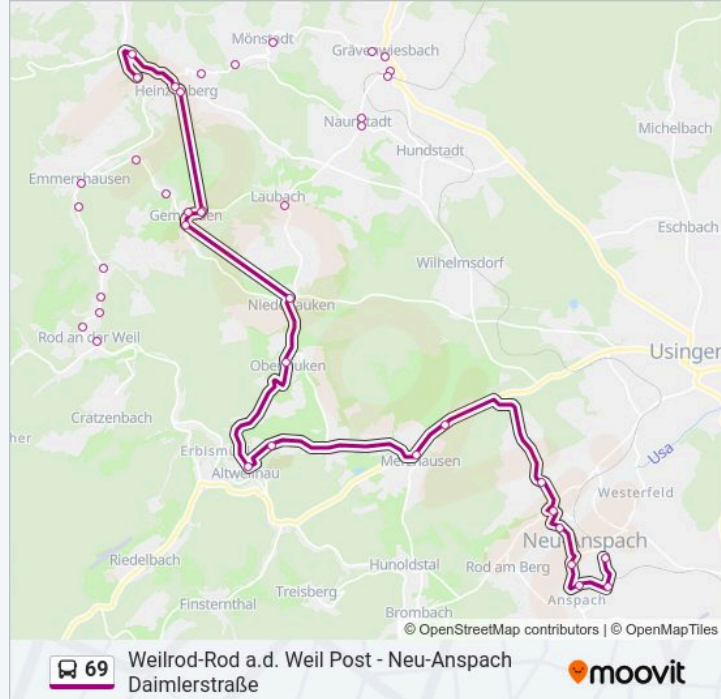 Mönstadt
Grävenwiesbach
Heinzenberg
Naunstadt
Michelbach
Hundstadt
Emmershausen
Laubach
Gemünden
Eschbach
Wilhelmsdorf
Niederlauken
Rod an der Weil
Usingen
Oberlauken
Cratzenbach
cher
Altweilnau
Merzhausen
Usa
Westerfeld
Neu-Anspach
Riedelbach
Hunoldstal
Rod am Berg
Treisberg
Anspach
Finsternthal
Brombach
© OpenStreetMap contributors | © OpenMapTiles
69
Weilrod-Rod a.d. Weil Post - Neu-Anspach
Daimlerstraße
moovit